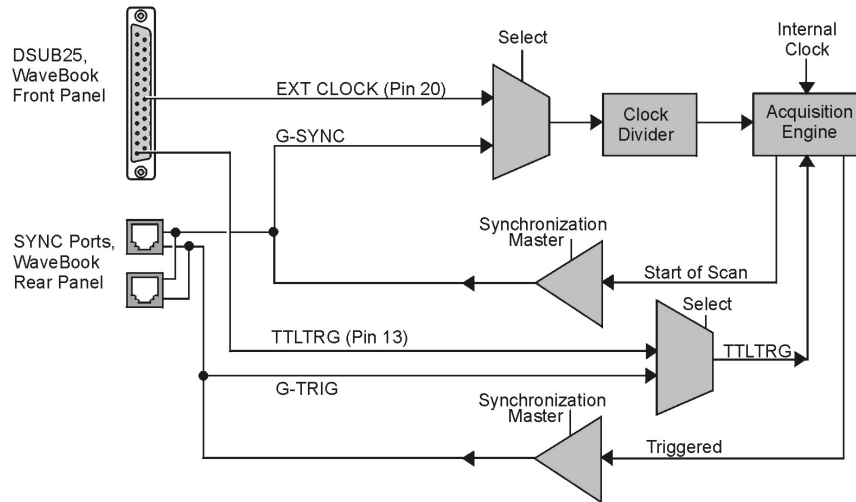 DSUB25,
WaveBook
Front Panel
EXT CLOCK (Pin 20)
G-SYNC
Select
Clock
Divider
Internal
Clock
Acquisition
Engine
SYNC Ports,
WaveBook
Rear Panel
Synchronization
Master
Start of Scan
TTLTRG (Pin 13)
G-TRIG
Select
TTLTRG
Synchronization
Master
Triggered